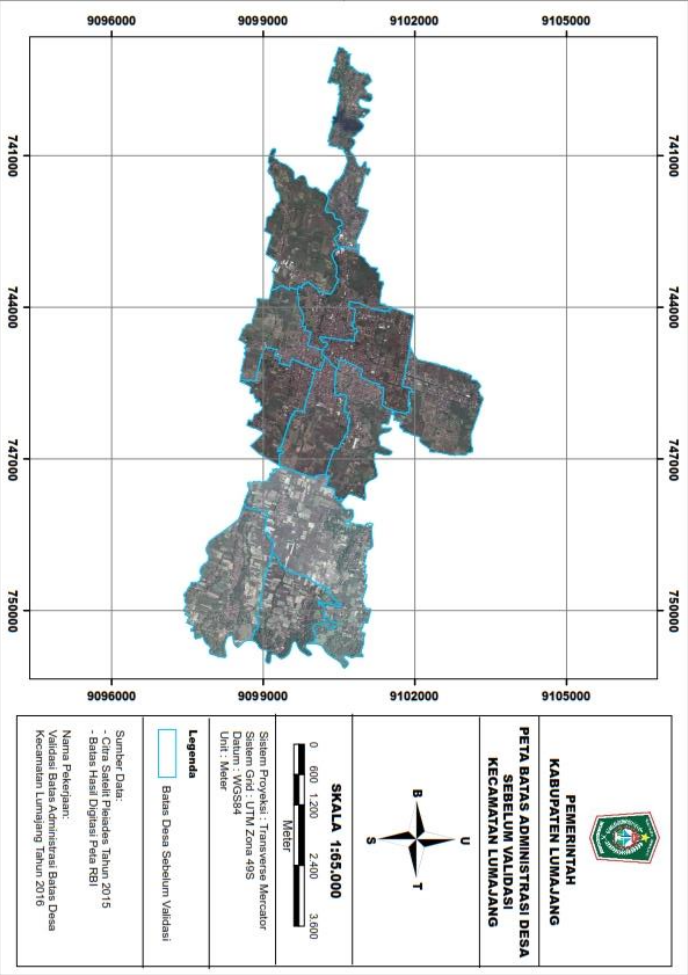 PEMERINTAH
KABUPATEN LUMAJANG
PETA BATAS ADMINISTRASI DESA
SEBELUM VALIDASI
KECAMATAN LUMAJANG
U
B
T
S
SKALA 1:65.000
0 600 1.200 2.400 3.600
Meter
Sistem Proyeksi : Transverse Mercator
Sistem Grid : UTM Zona 49S
Datum : WGS84
Unit : Meter
Legenda
Batas Desa Sebelum Validasi
Sumber Data:
- Citra Satelit Pleiades Tahun 2015
- Batas Hasil Digitasi Peta RBI
Nama Pekerjaan:
Validasi Batas Administrasi Batas Desa
Kecamatan Lumajang Tahun 2016
741000 744000 747000 750000
9105000 9105000
9102000 9102000
9099000 9099000
9096000 9096000
741000 744000 747000 750000